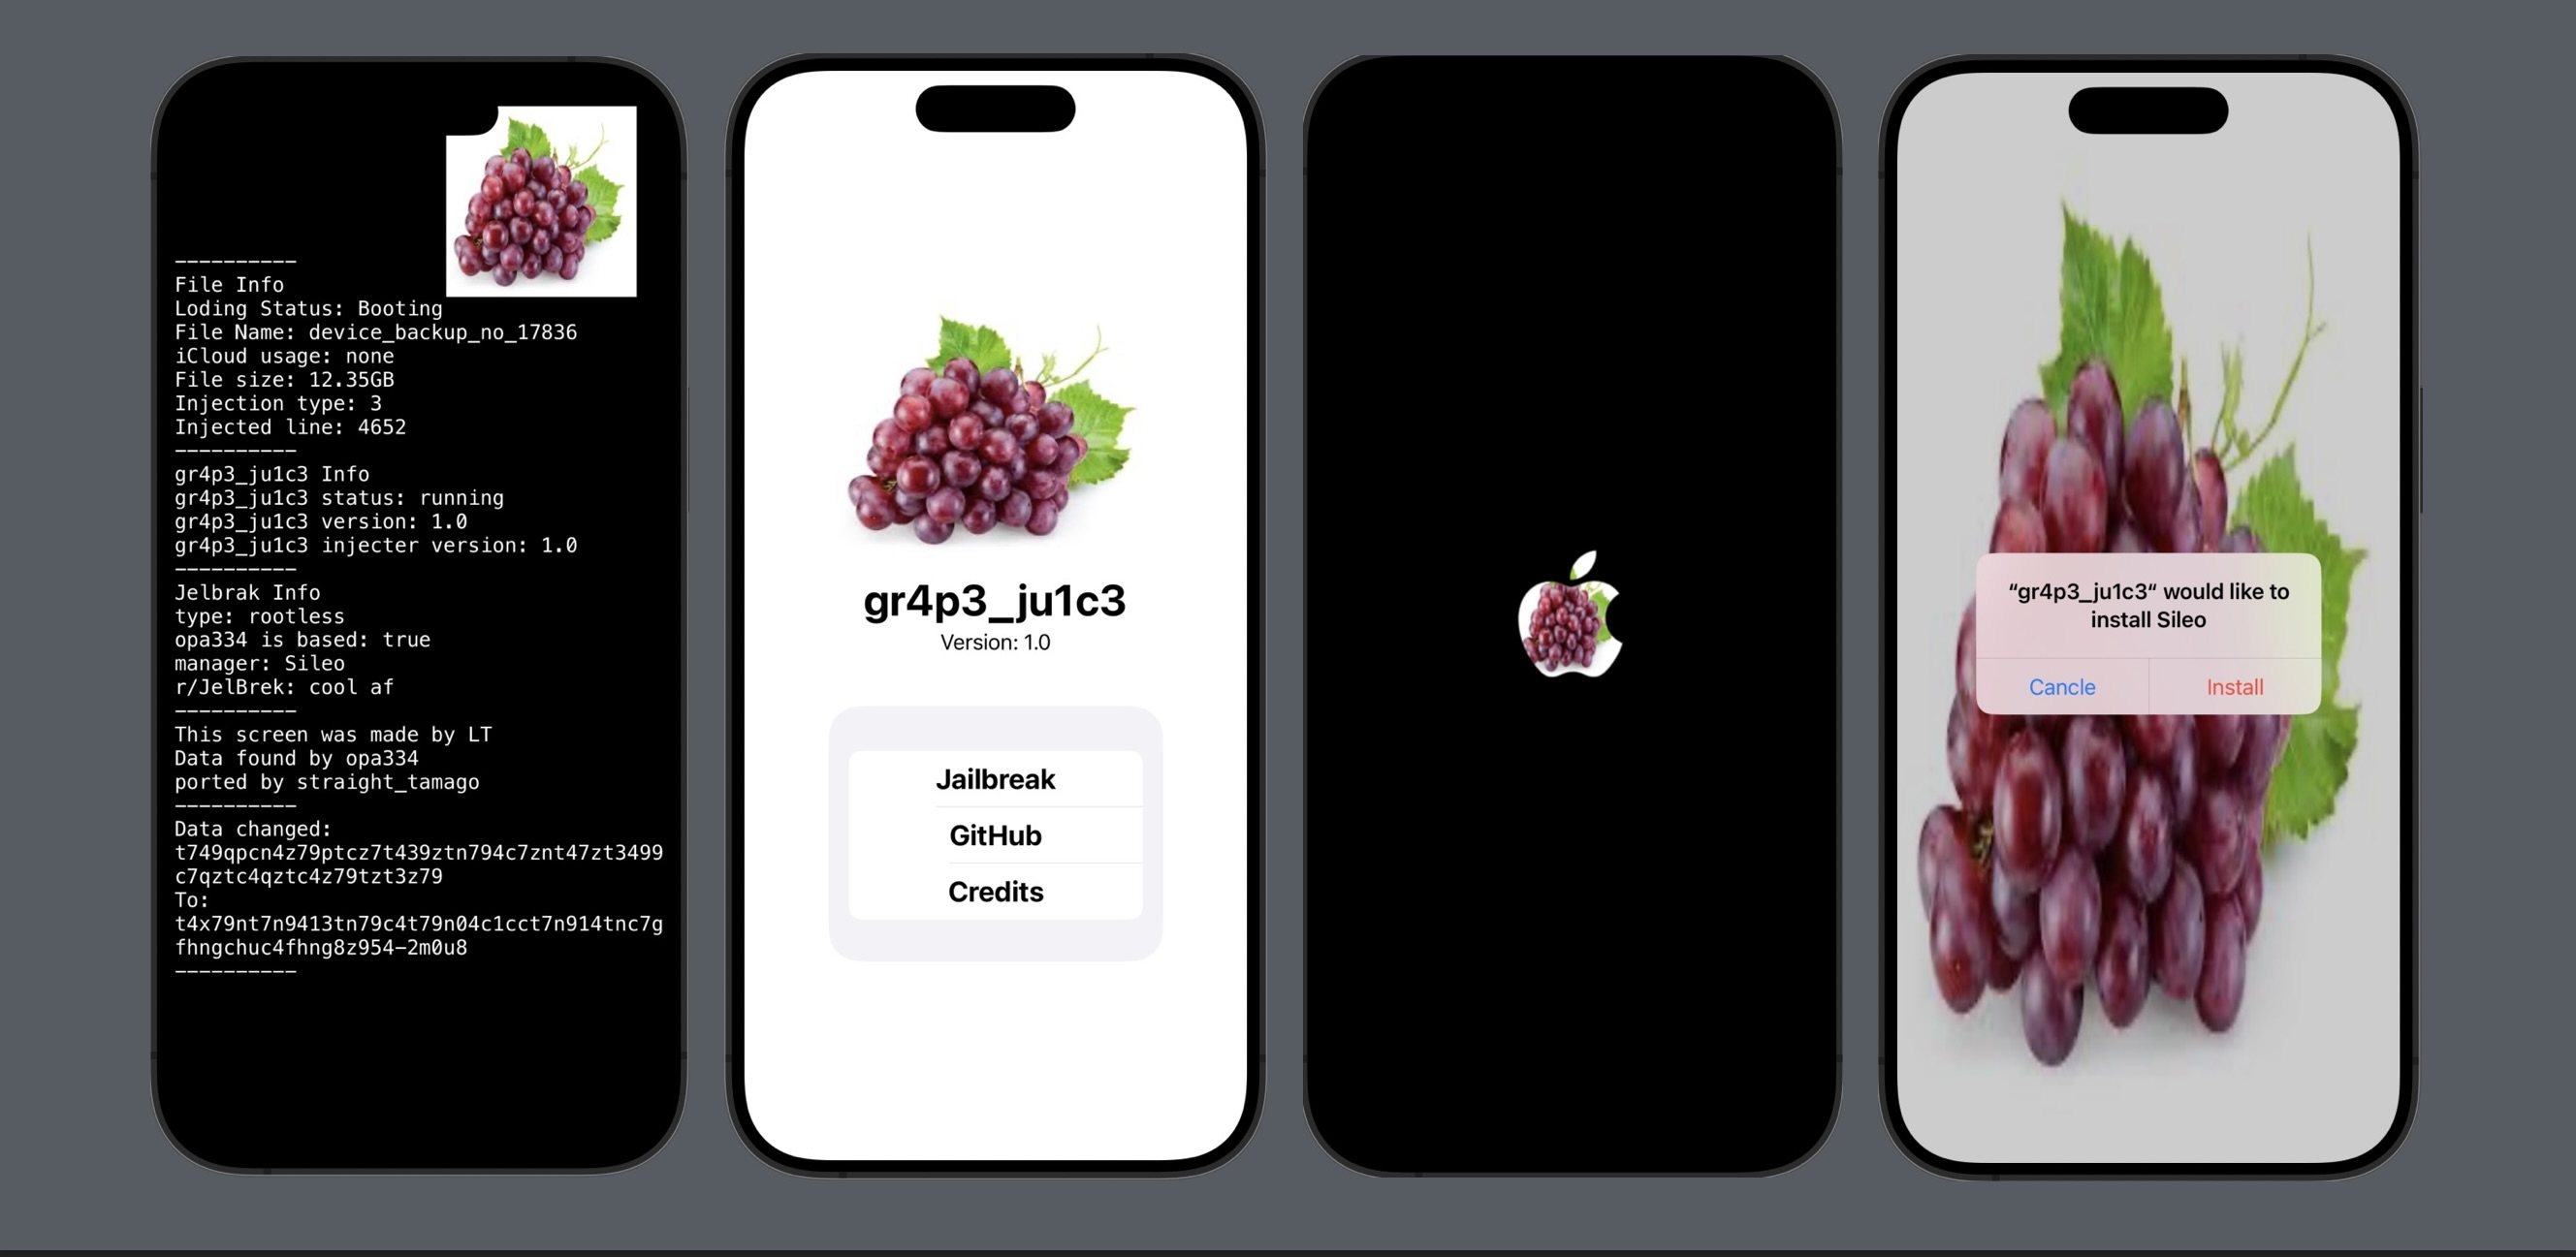 ----------
File Info
Loding Status: Booting
File Name: device_backup_no_17836
iCloud usage: none
File size: 12.35GB
Injection type: 3
Injected line: 4652
----------
gr4p3_ju1c3 Info
gr4p3_ju1c3 status: running
gr4p3_ju1c3 version: 1.0
gr4p3_ju1c3 injecter version: 1.0
----------
Jelbrak Info
type: rootless
opa334 is based: true
manager: Sileo
r/JelBrek: cool af
----------
This screen was made by LT
Data found by opa334
ported by straight_tamago
----------
Data changed:
t749qpcn4z79ptcz7t439ztn794c7znt47zt3499
c7qztc4qztc4z79tzt3z79
To:
t4x79nt7n9413tn79c4t79n04c1cct7n914tnc7g
fhngchuc4fhng8z954-2m0u8
----------
gr4p3_ju1c3
Version: 1.0
Jailbreak
GitHub
Credits
“gr4p3_ju1c3“ would like to
install Sileo
Cancle Install